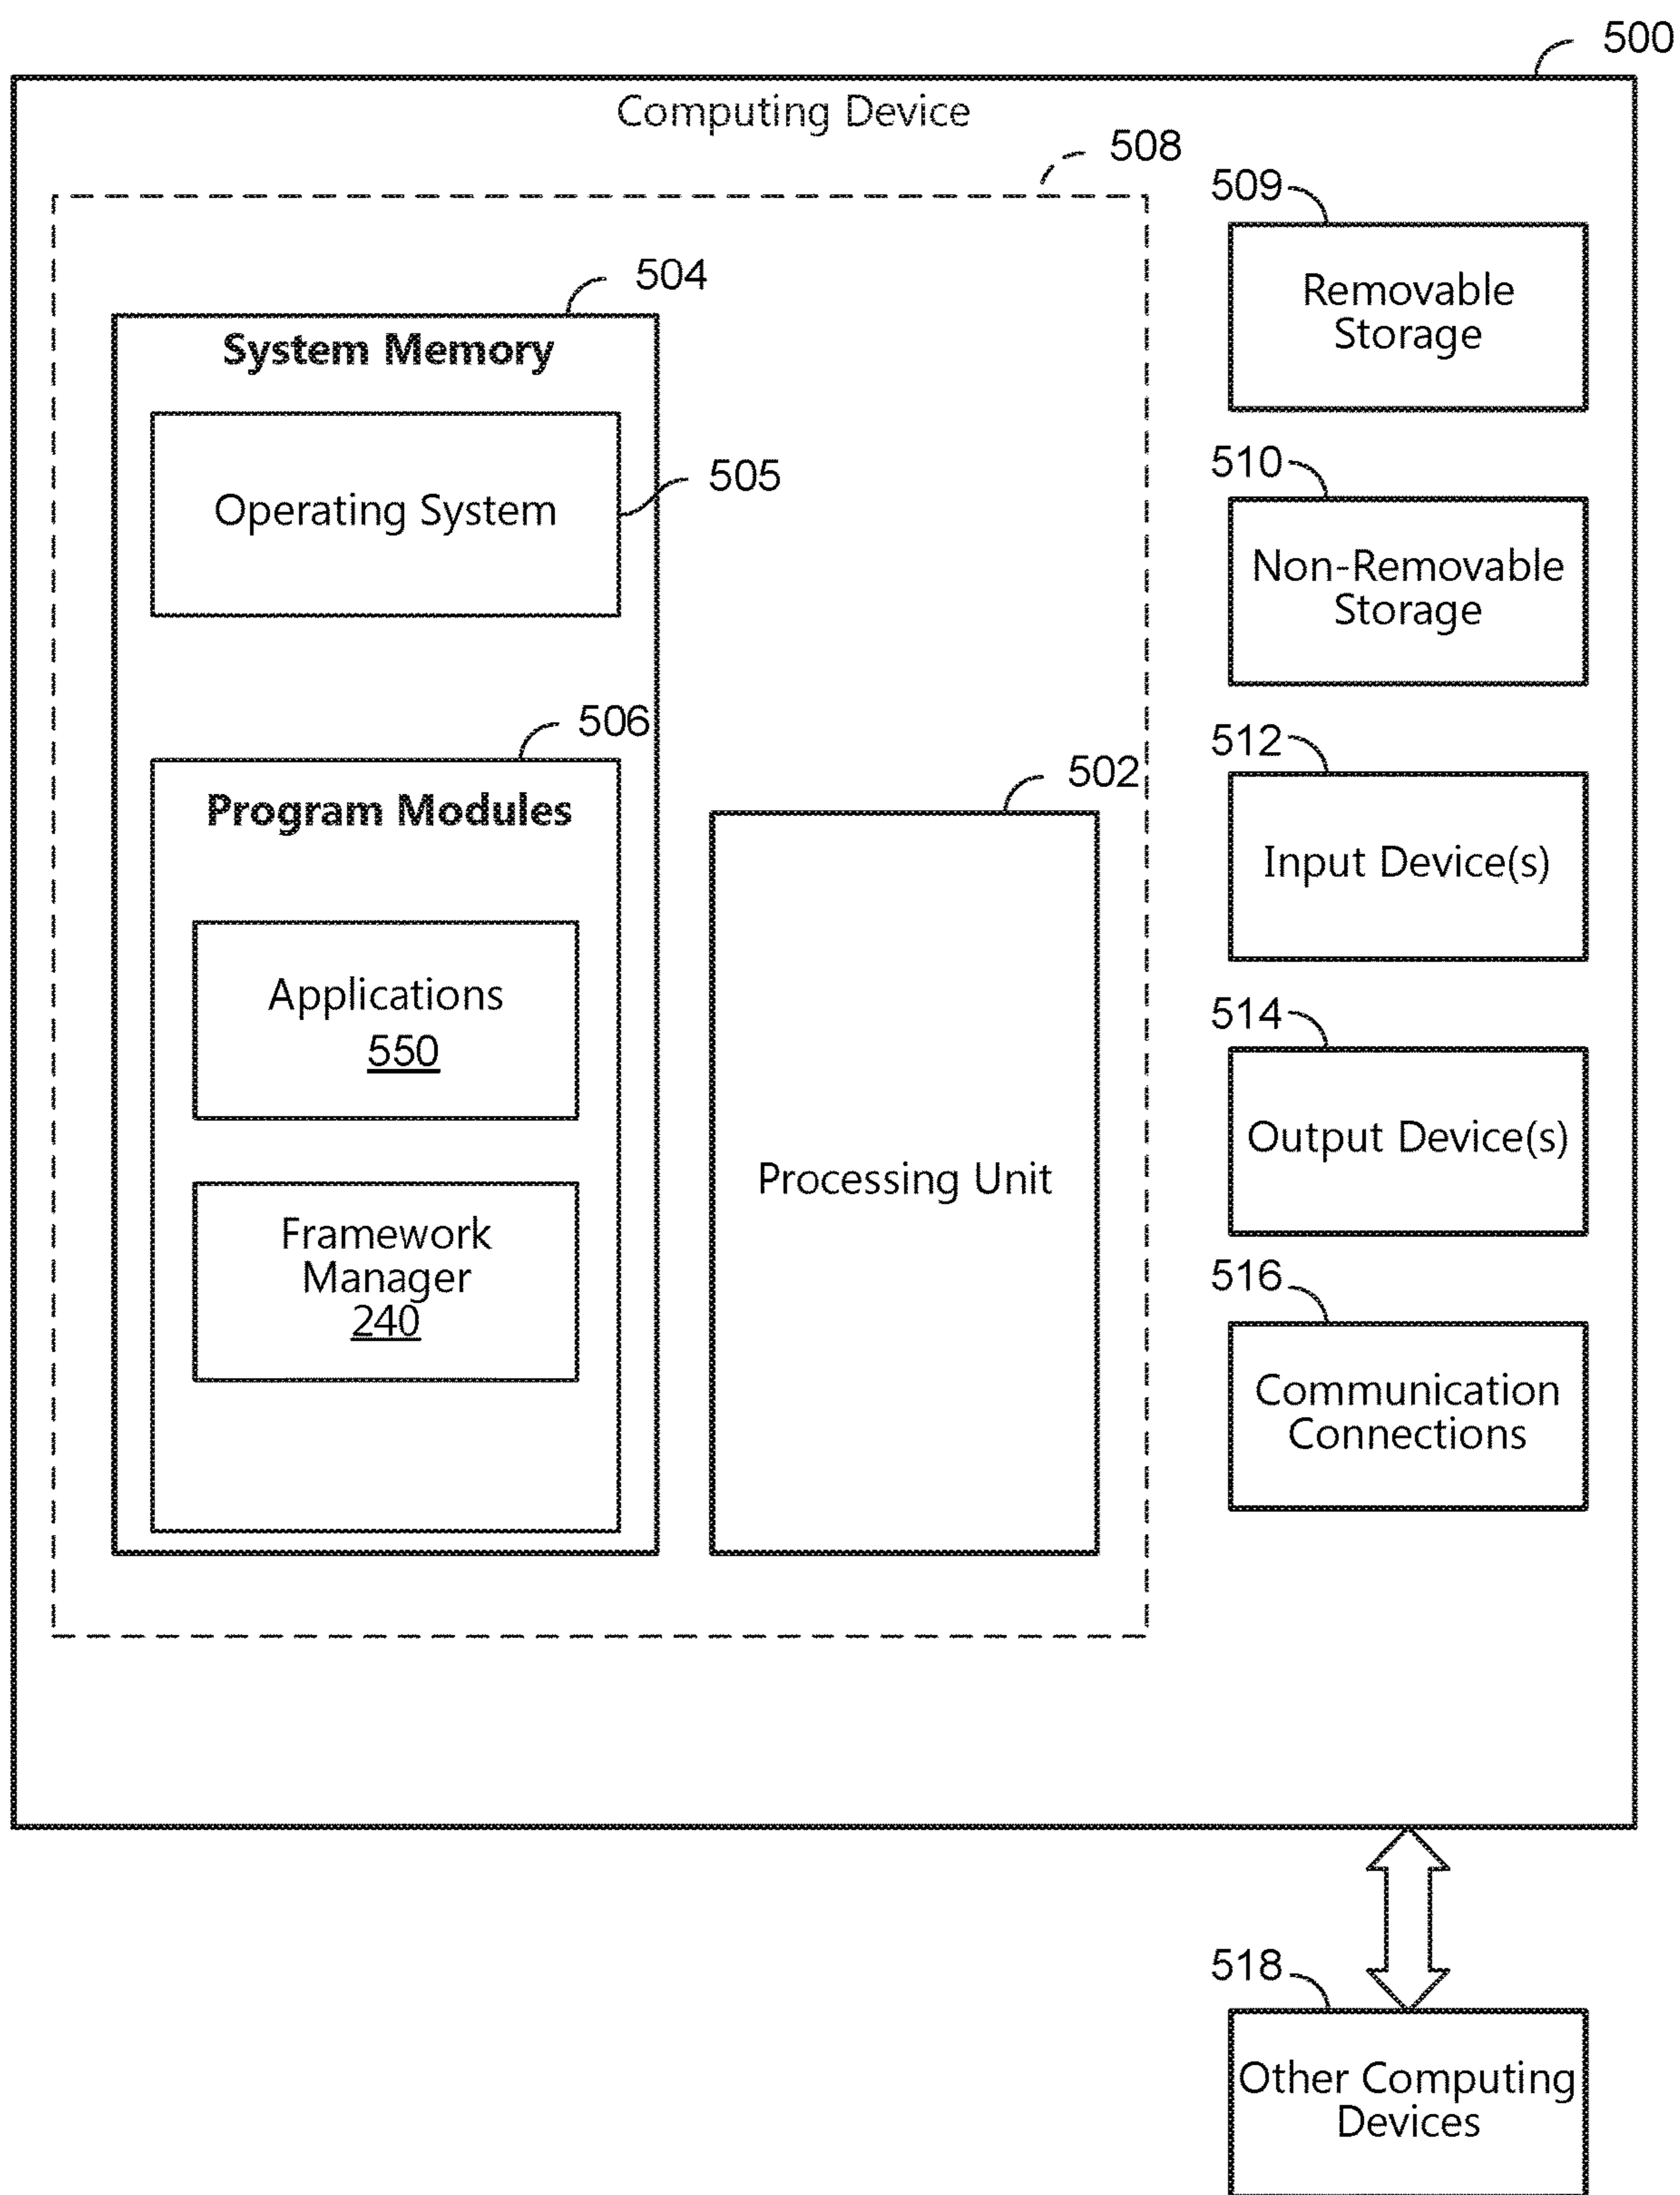 500
Computing Device
508
509
Removable
Storage
504
System Memory
Operating System
505
510
Non-Removable
Storage
506
Program Modules
502
512
Input Device(s)
Applications
550
514
Output Device(s)
Processing Unit
Framework
Manager
240
516
Communication
Connections
518
Other Computing
Devices